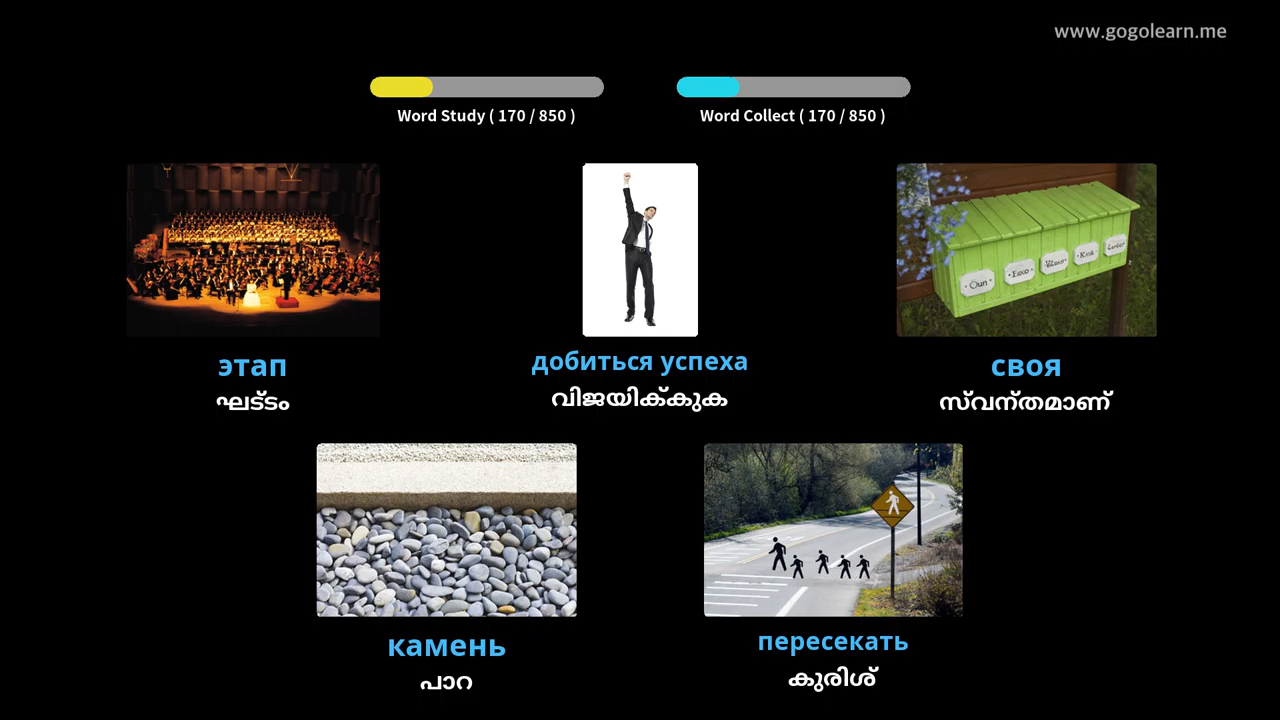 www.gogolearn.me
Word Study ( 170 / 850 )
Word Collect ( 170 / 850 )
этап
ഘട്ടം
добиться успеха
വിജയിക്കുക
своя
സ്വന്തമാണ്
камень
പാറ
пересекать
കുരിശ്